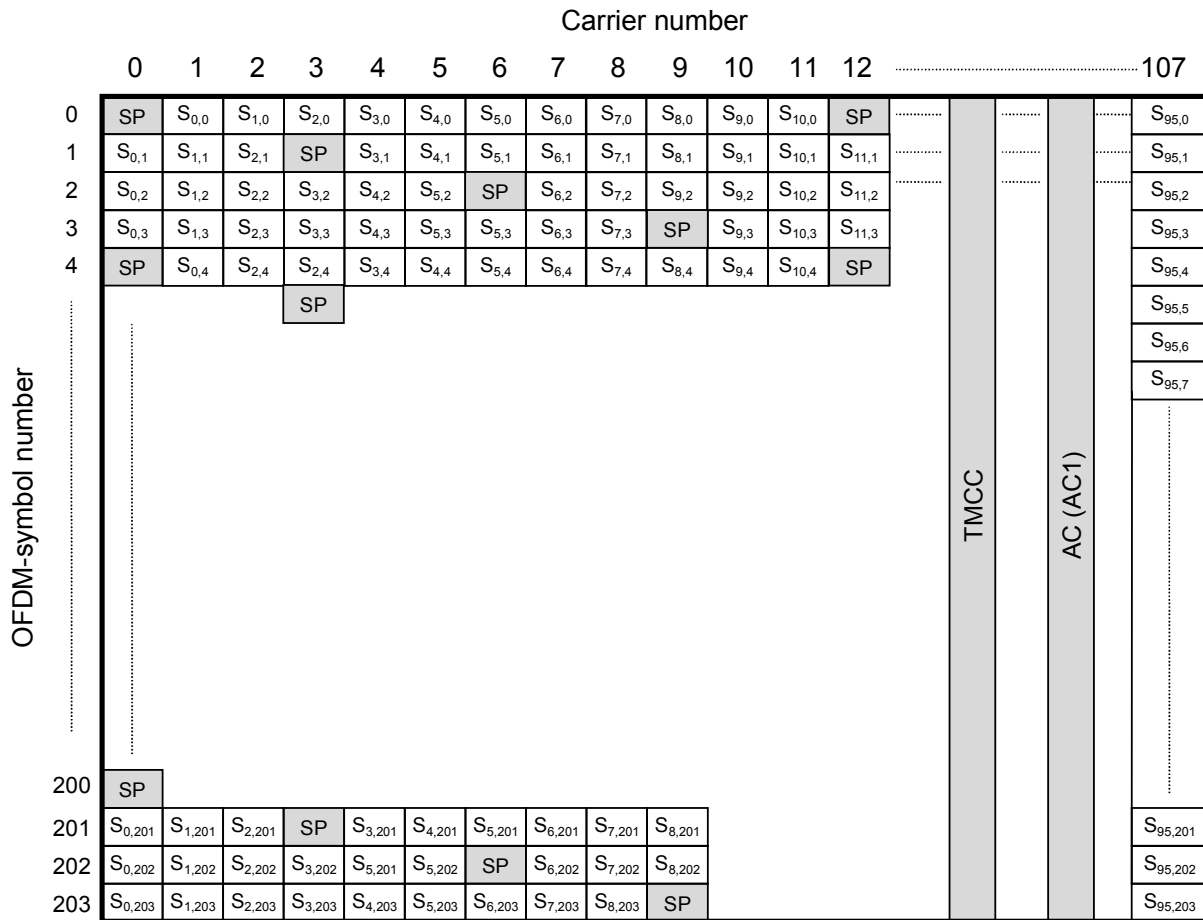 Carrier number
0 1 2 3 4 5 6 7 8 9 10 11 12 107
0 SP S0,0 S1,0 S2,0 S3,0 S4,0 S5,0 S6,0 S7,0 S8,0 S9,0 S10,0 SP S95,0
1 S0,1 S1,1 S2,1 SP S3,1 S4,1 S5,1 S6,1 S7,1 S8,1 S9,1 S10,1 S11,1 S95,1
2 S0,2 S1,2 S2,2 S3,2 S4,2 S5,2 SP S6,2 S7,2 S9,2 S9,2 S10,2 S11,2 S95,2
3 S0,3 S1,3 S2,3 S3,3 S4,3 S5,3 S5,3 S6,3 S7,3 SP S9,3 S10,3 S11,3 S95,3
4 SP S0,4 S2,4 S2,4 S3,4 S4,4 S5,4 S6,4 S7,4 S8,4 S9,4 S10,4 SP S95,4
SP S95,5
S95,6
S95,7
OFDM-symbol number
TMCC
AC (AC1)
200 SP
201 S0,201 S1,201 S2,201 SP S3,201 S4,201 S5,201 S6,201 S7,201 S8,201 S95,201
202 S0,202 S1,202 S2,202 S3,202 S5,201 S5,202 SP S6,202 S7,202 S8,202 S95,202
203 S0,203 S1,203 S2,203 S3,203 S4,203 S5,203 S6,203 S7,203 S8,203 SP S95,203